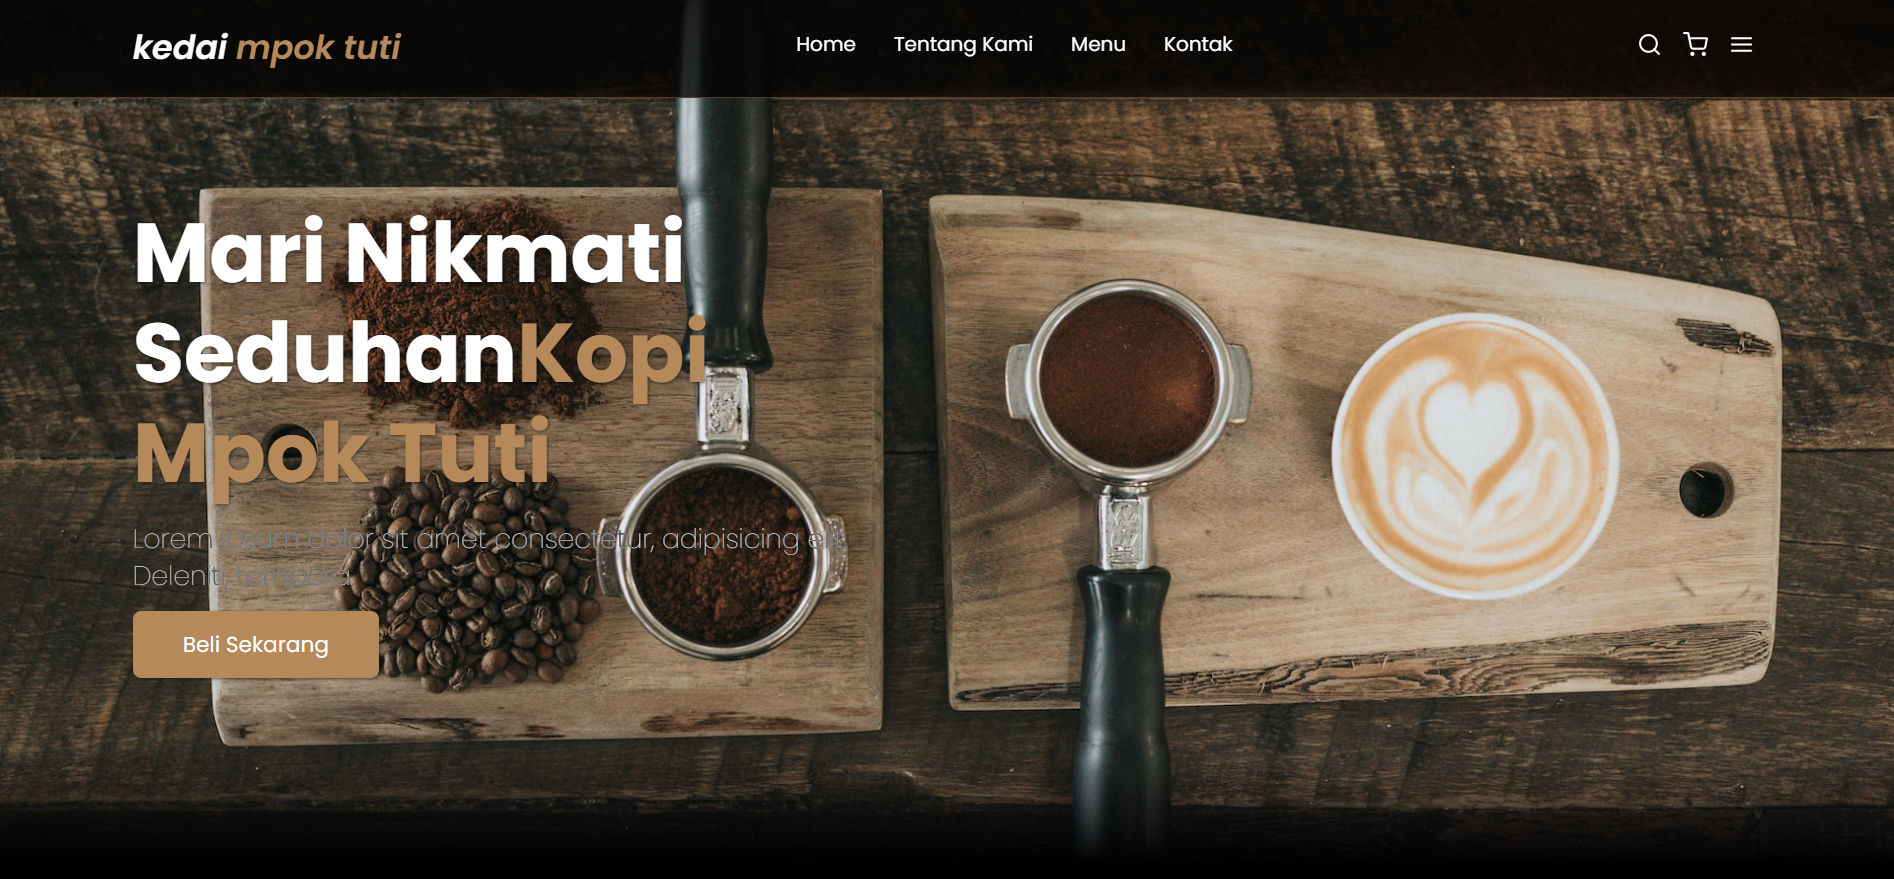 kedai mpok tuti
Home Tentang Kami Menu Kontak
Mari Nikmati
SeduhanKopi
Mpok Tuti
Lorem ipsum dolor sit amet consectetur, adipisicing elit.
Deleniti tempora.
Beli Sekarang